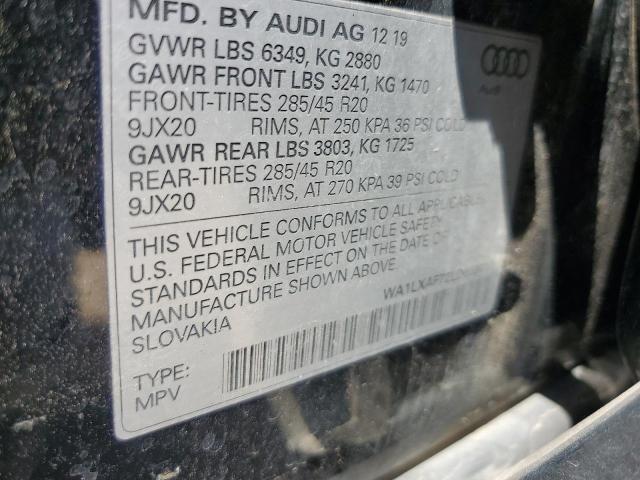 MFD. BY AUDI AG 12 19
GVWR LBS 6349, KG 2880
GAWR FRONT LBS 3241, KG 1470
FRONT-TIRES 285/45 R20
9JX20 RIMS, AT 250 KPA 36 PSI COLD
GAWR REAR LBS 3803, KG 1725
REAR-TIRES 285/45 R20
9JX20 RIMS, AT 270 KPA 39 PSI COLD
THIS VEHICLE CONFORMS TO ALL APPLICABLE
U.S. FEDERAL MOTOR VEHICLE SAFETY
STANDARDS IN EFFECT ON THE DATE OF
MANUFACTURE SHOWN ABOVE.
SLOVAKIA
TYPE:
MPV
Audi